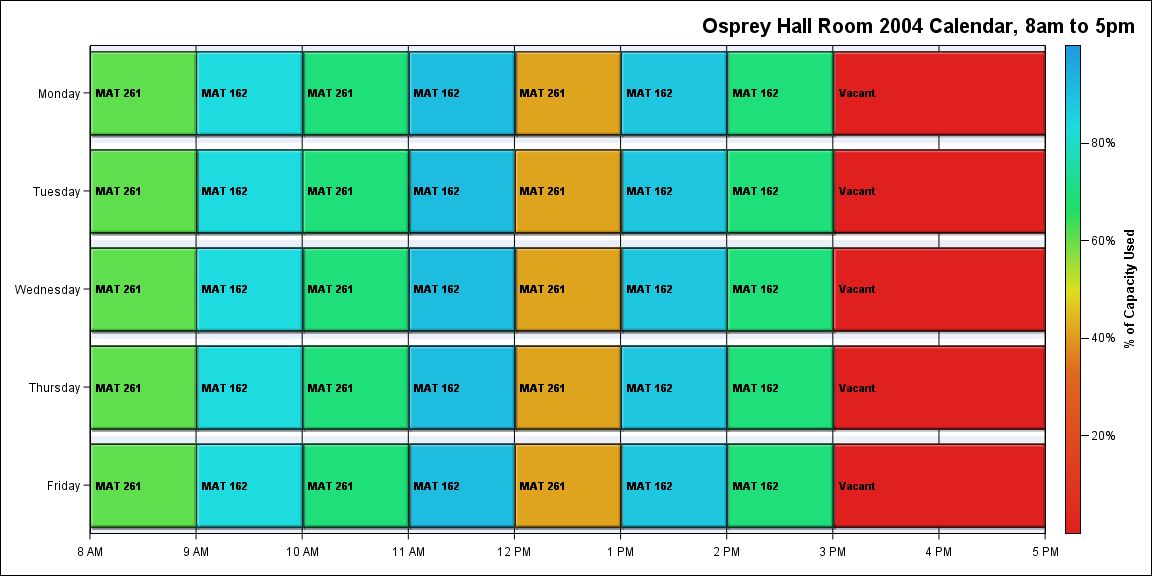 Osprey Hall Room 2004 Calendar, 8am to 5pm
Monday MAT 261 MAT 162 MAT 261 MAT 162 MAT 261 MAT 162 MAT 162 Vacant
Tuesday MAT 261 MAT 162 MAT 261 MAT 162 MAT 261 MAT 162 MAT 162 Vacant
Wednesday MAT 261 MAT 162 MAT 261 MAT 162 MAT 261 MAT 162 MAT 162 Vacant
Thursday MAT 261 MAT 162 MAT 261 MAT 162 MAT 261 MAT 162 MAT 162 Vacant
Friday MAT 261 MAT 162 MAT 261 MAT 162 MAT 261 MAT 162 MAT 162 Vacant
8 AM 9 AM 10 AM 11 AM 12 PM 1 PM 2 PM 3 PM 4 PM 5 PM
80%
60%
40%
20%
% of Capacity Used